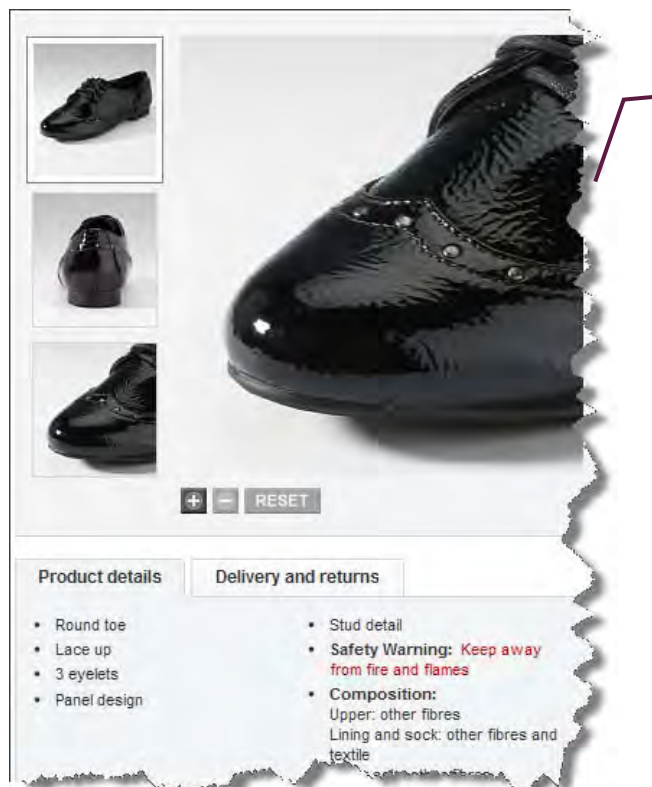 RESET
Product details
Delivery and returns
• Round toe
• Lace up
• 3 eyelets
• Panel design
• Stud detail
• Safety Warning: Keep away
from fire and flames
• Composition:
Upper: other fibres
Lining and sock: other fibres and
textile